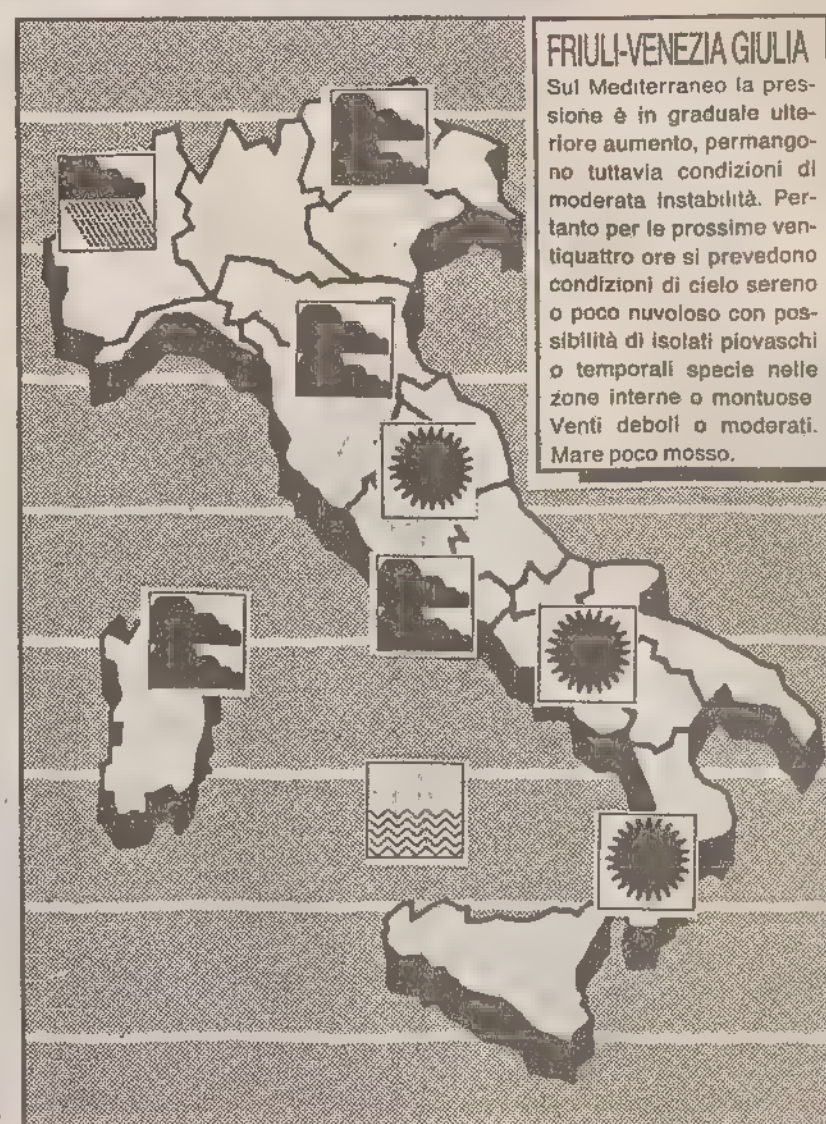 FRIULI-VENEZIA GIULIA
Sul Mediterraneo la pres-
sione è in graduale ulte-
riore aumento, permango-
no tuttavia condizioni di
moderata instabilità. Per-
tanto per le prossime ven-
tiquattro ore si prevedono
condizioni di cielo sereno
o poco nuvoloso con pos-
sibilità di isolati piovaschi
o temporali specie nelle
zone interne o montuose
Venti deboli o moderati.
Mare poco mosso.